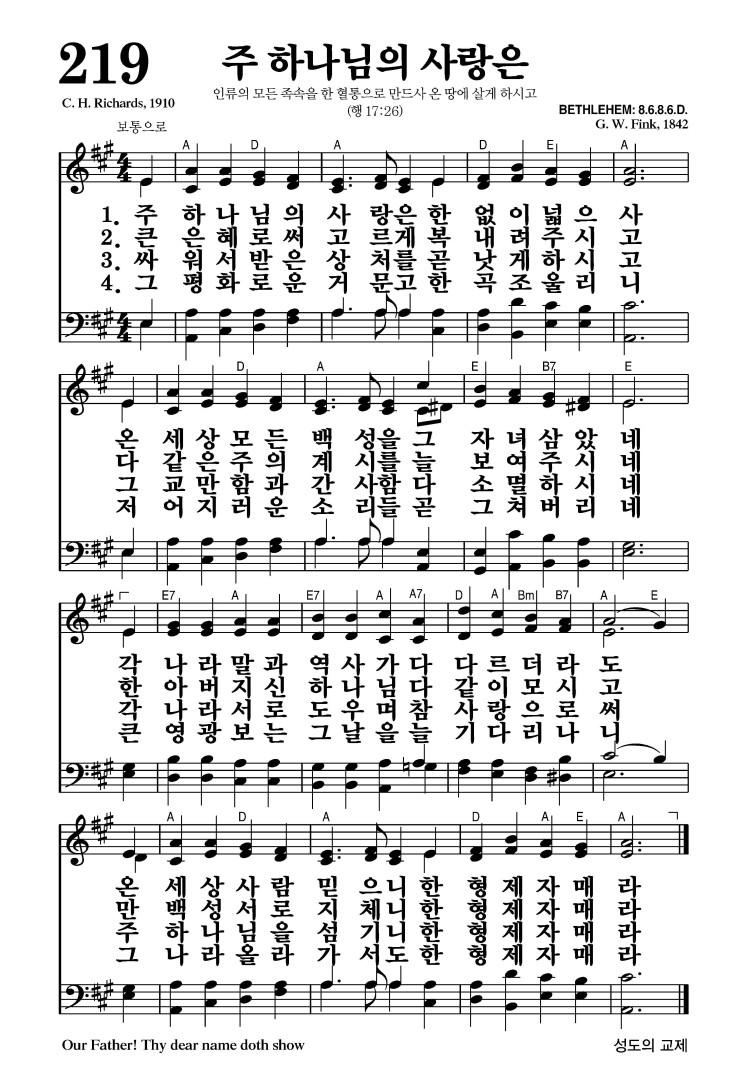 219
주 하나님의 사랑은
인류의 모든 족속을 한 혈통으로 만드사 온 땅에 살게 하시고
(행 17:26)
C. H. Richards, 1910
BETHLEHEM: 8.6.8.6.D.
G. W. Fink, 1842
보통으로
A D A D E A
1. 주 하 나 님 의 사 랑은 한 없 이 넓 으 사
2. 큰 은 혜 로 써 고 르게 복 내 려 주 시 고
3. 싸 워 서 받 은 상 처를 곧 낫 게 하 시 고
4. 그 평 화 로 운 거 문고 한 곡 조 울 리 니
D A E B7 E
온 세 상 모 든 백 성을 그 자 녀 삼 았 네
다 같 은 주 의 계 시를 늘 보 여 주 시 네
그 교 만 함 과 간 사함 다 소 멸 하 시 네
저 어 지 러 운 소 리들 곧 그 쳐 버 리 네
E7 A E7 A A7 D A Bm B7 A E
각 나 라 말 과 역 사 가 다 다 르 더 라 도
한 아 버 지 신 하 나 님 다 같 이 모 시 고
각 나 라 서 로 도 우 며 참 사 랑 으 로 써
큰 영 광 보 는 그 날 을 늘 기 다 리 나 니
A D A D A E A
온 세 상 사 람 믿 으 니 한 형 제 자 매 라
만 백 성 서 로 지 체 니 한 형 제 자 매 라
주 하 나 님 을 섬 기 니 한 형 제 자 매 라
그 나 라 올 라 가 서 도 한 형 제 자 매 라
Our Father! Thy dear name doth show
성도의 교제